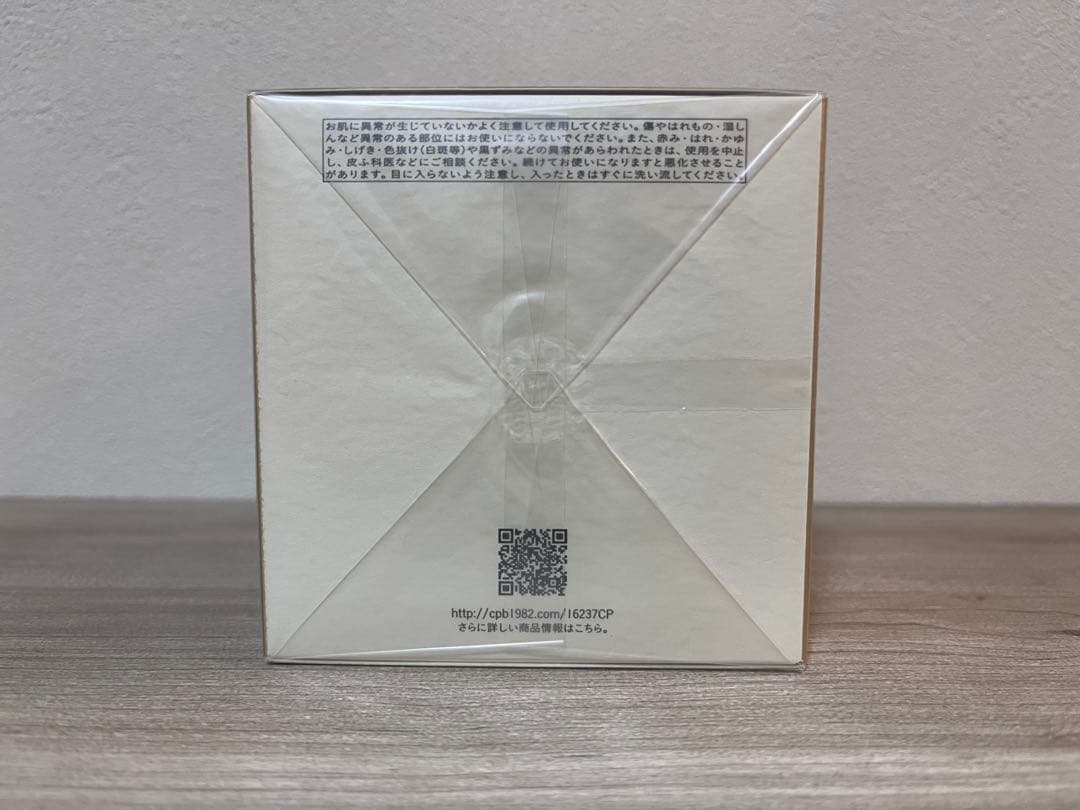 お肌に異常が生じていないかよく注意して使用してください。傷やはれもの・湿し
んなど異常のある部位にはお使いにならないでください。また、赤み・はれ・かゆ
み・しげき・色抜け(白斑等)や黒ずみなどの異常があらわれたときは、使用を中止
し、皮ふ科医などにご相談ください。続けてお使いになりますと悪化させること
があります。目に入らないよう注意し、入ったときはすぐに洗い流してください。
http://cpb1982.com/16237CP
さらに詳しい商品情報はこちら。